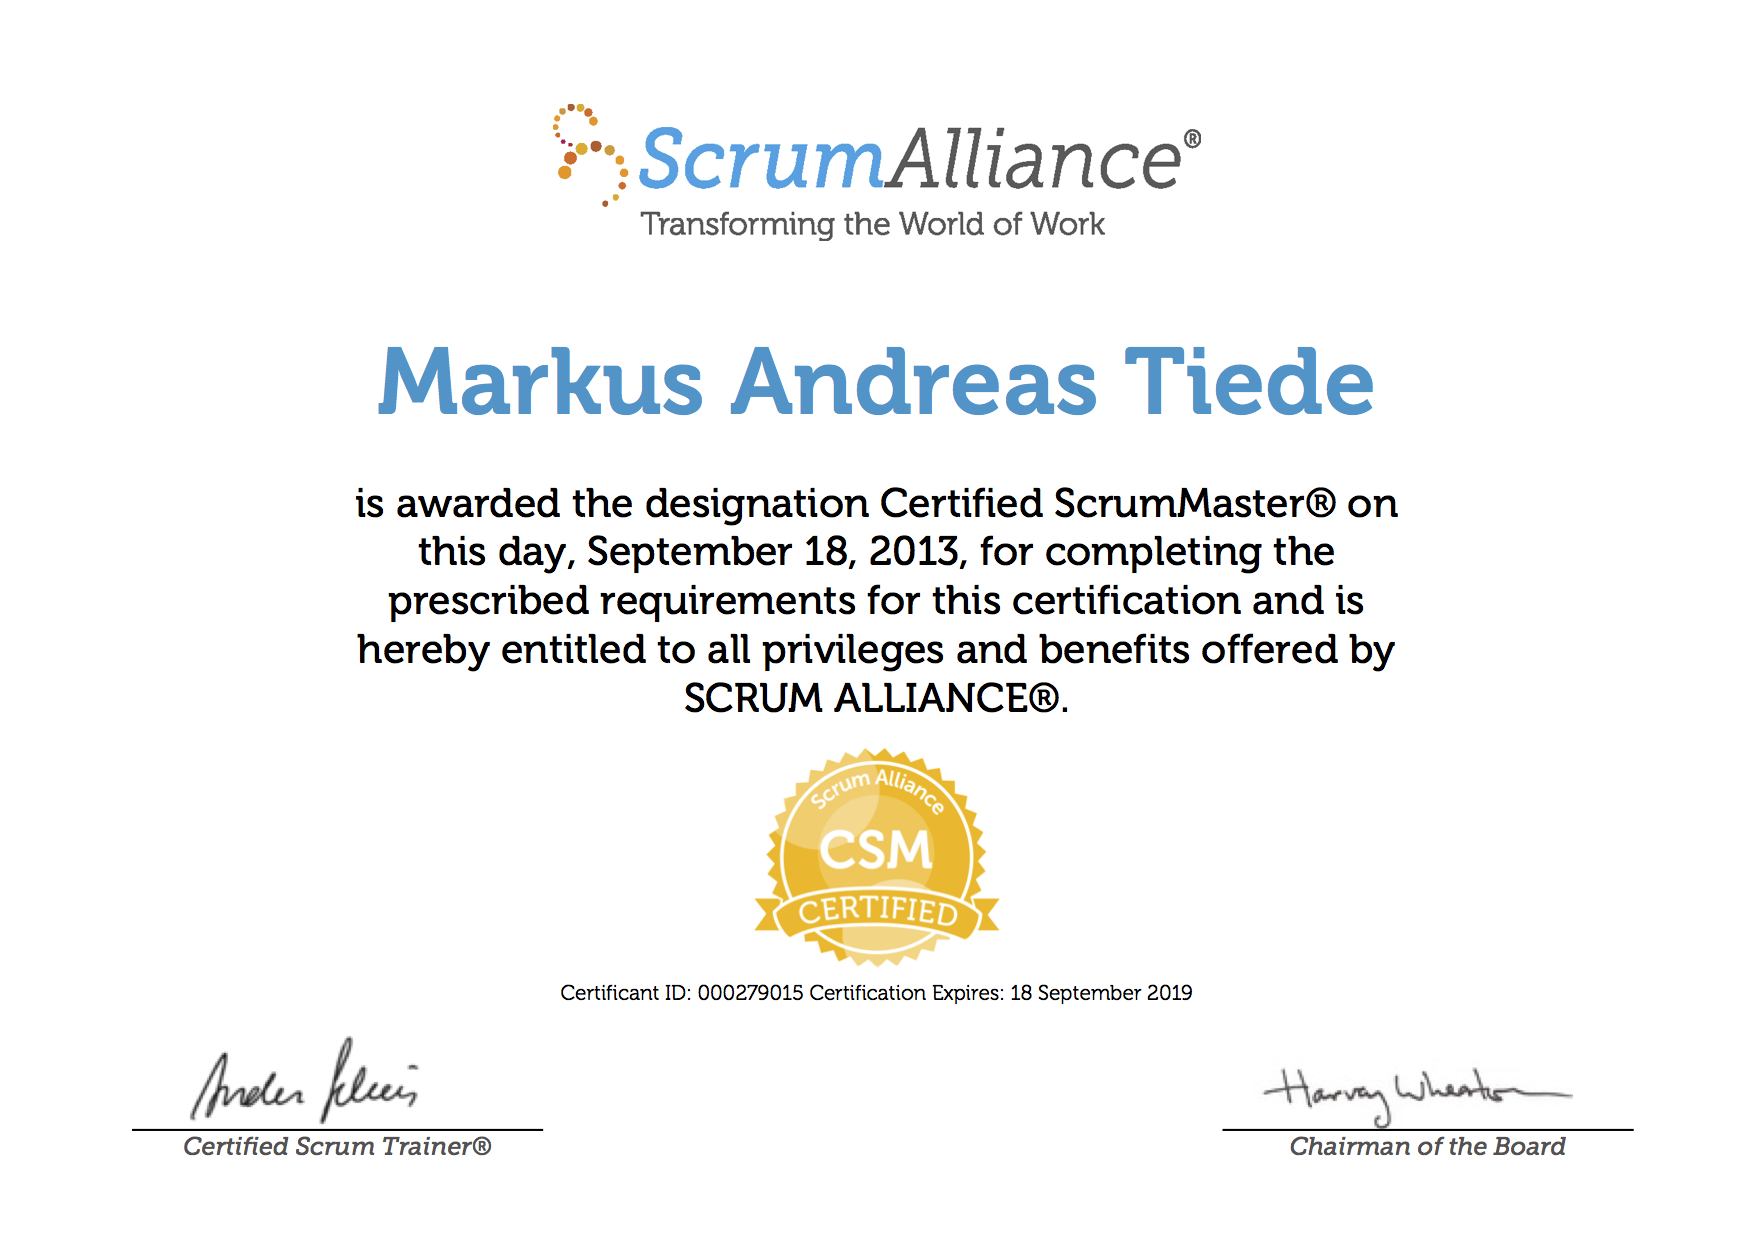 ScrumAlliance®
Transforming the World of Work
Markus Andreas Tiede
is awarded the designation Certified ScrumMaster® on
this day, September 18, 2013, for completing the
prescribed requirements for this certification and is
hereby entitled to all privileges and benefits offered by
SCRUM ALLIANCE®.
Scrum Alliance
CSM
CERTIFIED
Certificant ID: 000279015 Certification Expires: 18 September 2019
Harvey Wheaton
Certified Scrum Trainer®
Chairman of the Board